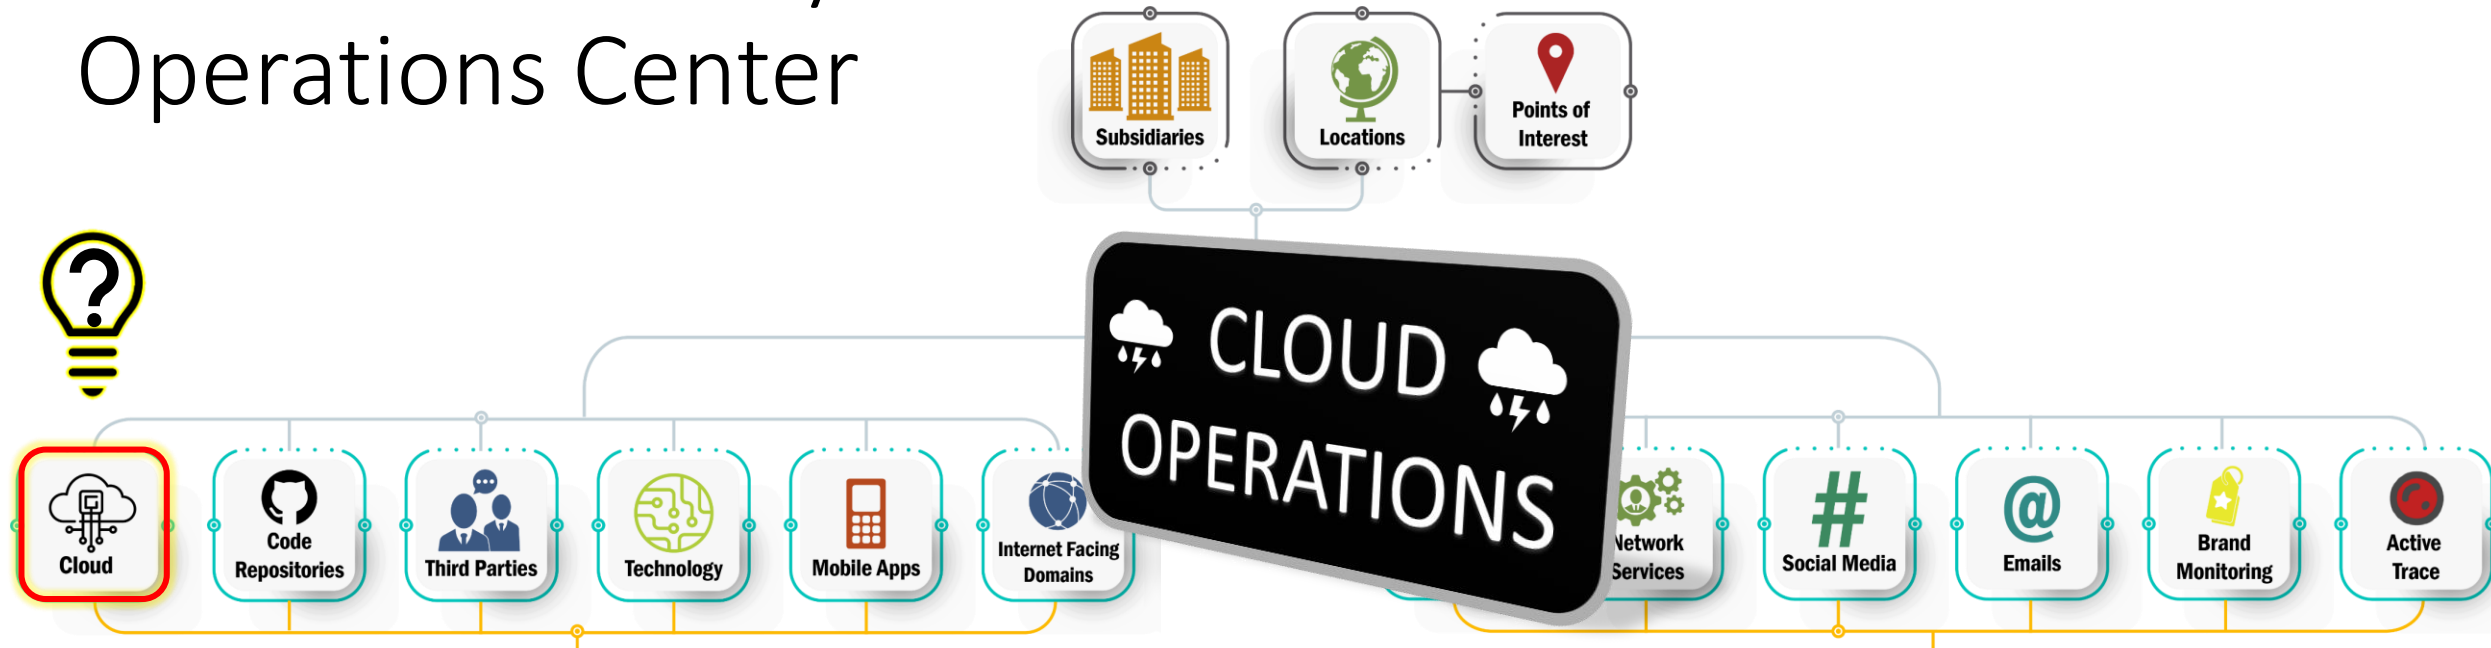 Operations Center
Subsidiaries
Locations
Points of
Interest
?
CLOUD
OPERATIONS
Cloud
Code
Repositories
Third Parties
Technology
Mobile Apps
Internet Facing
Domains
Network
Services
#
Social Media
@
Emails
Brand
Monitoring
Active
Trace